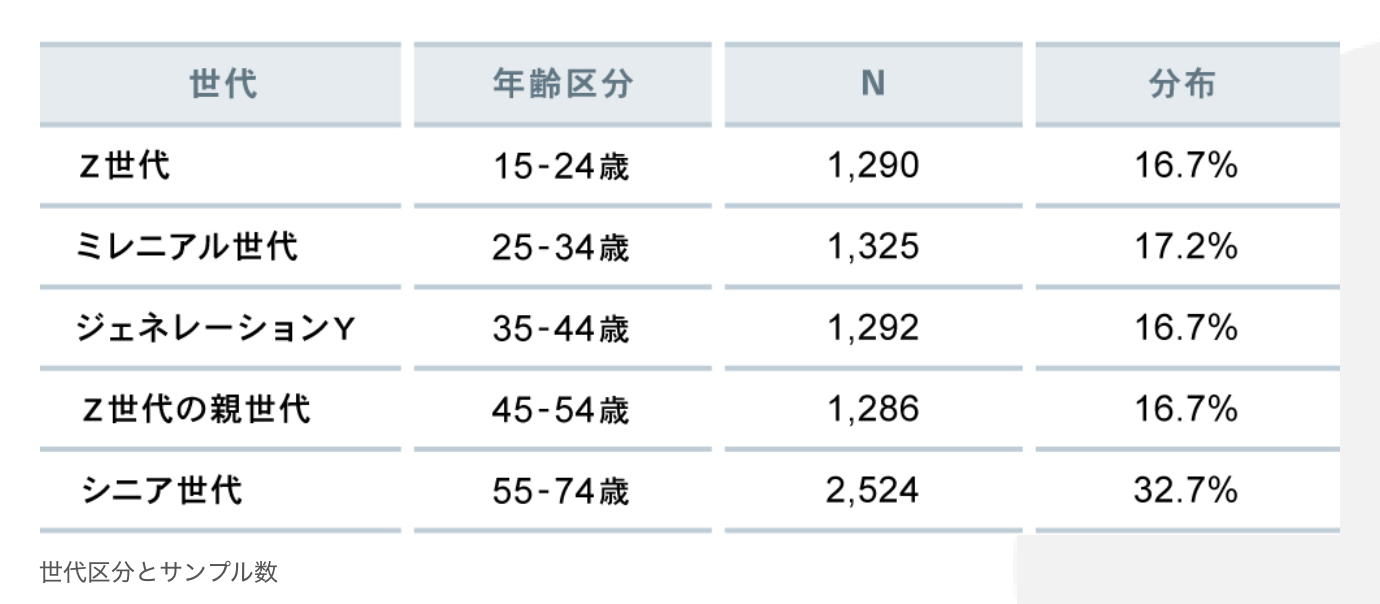 世代 年齢区分 N 分布
Z世代 15-24歳 1,290 16.7%
ミレニアル世代 25-34歳 1,325 17.2%
ジェネレーションY 35-44歳 1,292 16.7%
Z世代の親世代 45-54歳 1,286 16.7%
シニア世代 55-74歳 2,524 32.7%
世代区分とサンプル数